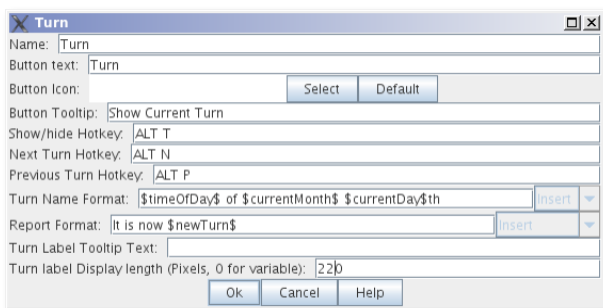 Turn
Name: Turn
Button text: Turn
Button Icon: Select Default
Button Tooltip: Show Current Turn
Show/hide Hotkey: ALT T
Next Turn Hotkey: ALT N
Previous Turn Hotkey: ALT P
Turn Name Format: $timeOfDay$ of $currentMonth$ $currentDay$th Insert
Report Format: It is now $newTurn$ Insert
Turn Label Tooltip Text:
Turn label Display length (Pixels, 0 for variable): 220
Ok Cancel Help